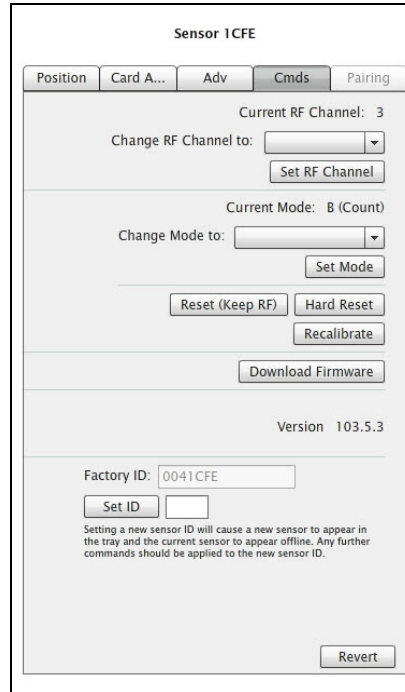 Sensor 1CFE
Position Card A... Adv Cmds Pairing
Current RF Channel: 3
Change RF Channel to:
Set RF Channel
Current Mode: B (Count)
Change Mode to:
Set Mode
Reset (Keep RF) Hard Reset
Recalibrate
Download Firmware
Version 103.5.3
Factory ID: 0041CFE
Set ID
Setting a new sensor ID will cause a new sensor to appear in
the tray and the current sensor to appear offline. Any further
commands should be applied to the new sensor ID.
Revert